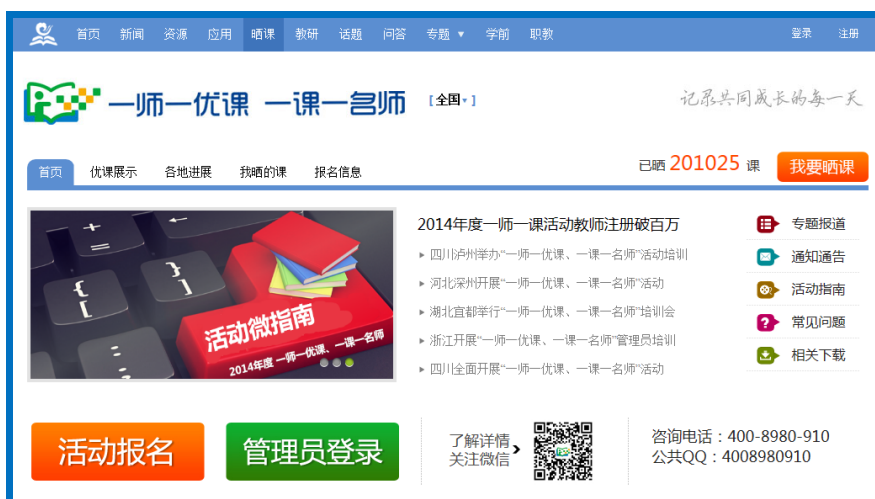 首页 新闻 资源 应用 晒课 教研 话题 问答 专题 ▼ 学前 职教 登录 注册
一师一优课 一课一名师 [ 全国 ▾ ] 记录共同成长的每一天
首页 优课展示 各地进展 我晒的课 报名信息 已晒 201025 课 我要晒课
2014年度一师一课活动教师注册破百万
四川泸州举办“一师一优课、一课一名师”活动培训
河北深州开展“一师一优课、一课一名师”活动
湖北宜都举行“一师一优课、一课一名师”培训会
浙江开展“一师一优课、一课一名师”管理员培训
四川全面开展“一师一优课、一课一名师”活动
专题报道
通知通告
活动指南
常见问题
相关下载
活动微指南
2014年度 一师一优课、一课一名师
活动报名
管理员登录
了解详情
关注微信
咨询电话：400-8980-910
公共QQ：4008980910